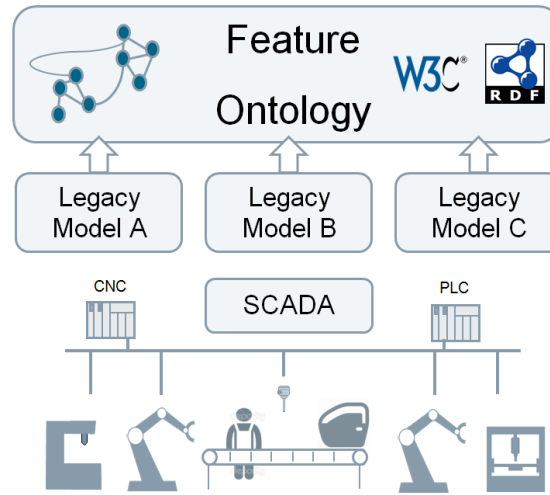 Feature
Ontology
W3C®
RDF
Legacy
Model A
Legacy
Model B
Legacy
Model C
CNC
SCADA
PLC